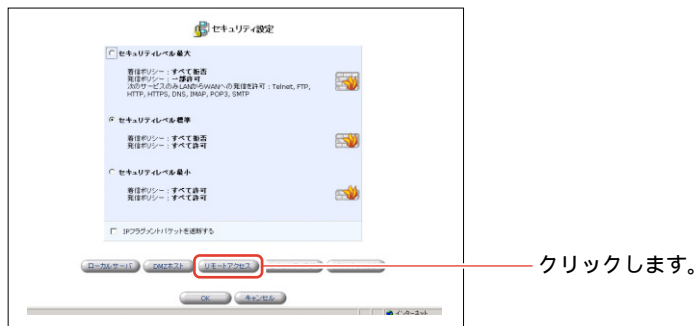 セキュリティ設定
セキュリティレベル 最大
着信ポリシー : すべて拒否
発信ポリシー : 一部許可
次のサービスのみLANからWANへの発信を許可 : Telnet, FTP,
HTTP, HTTPS, DNS, IMAP, POP3, SMTP
セキュリティレベル 標準
着信ポリシー : すべて拒否
発信ポリシー : すべて許可
セキュリティレベル 最小
着信ポリシー : すべて許可
発信ポリシー : すべて許可
IPフラグメントパケットを遮断する
ローカルサーバ DMZホスト リモートアクセス
クリックします。
OK キャンセル
インターネット